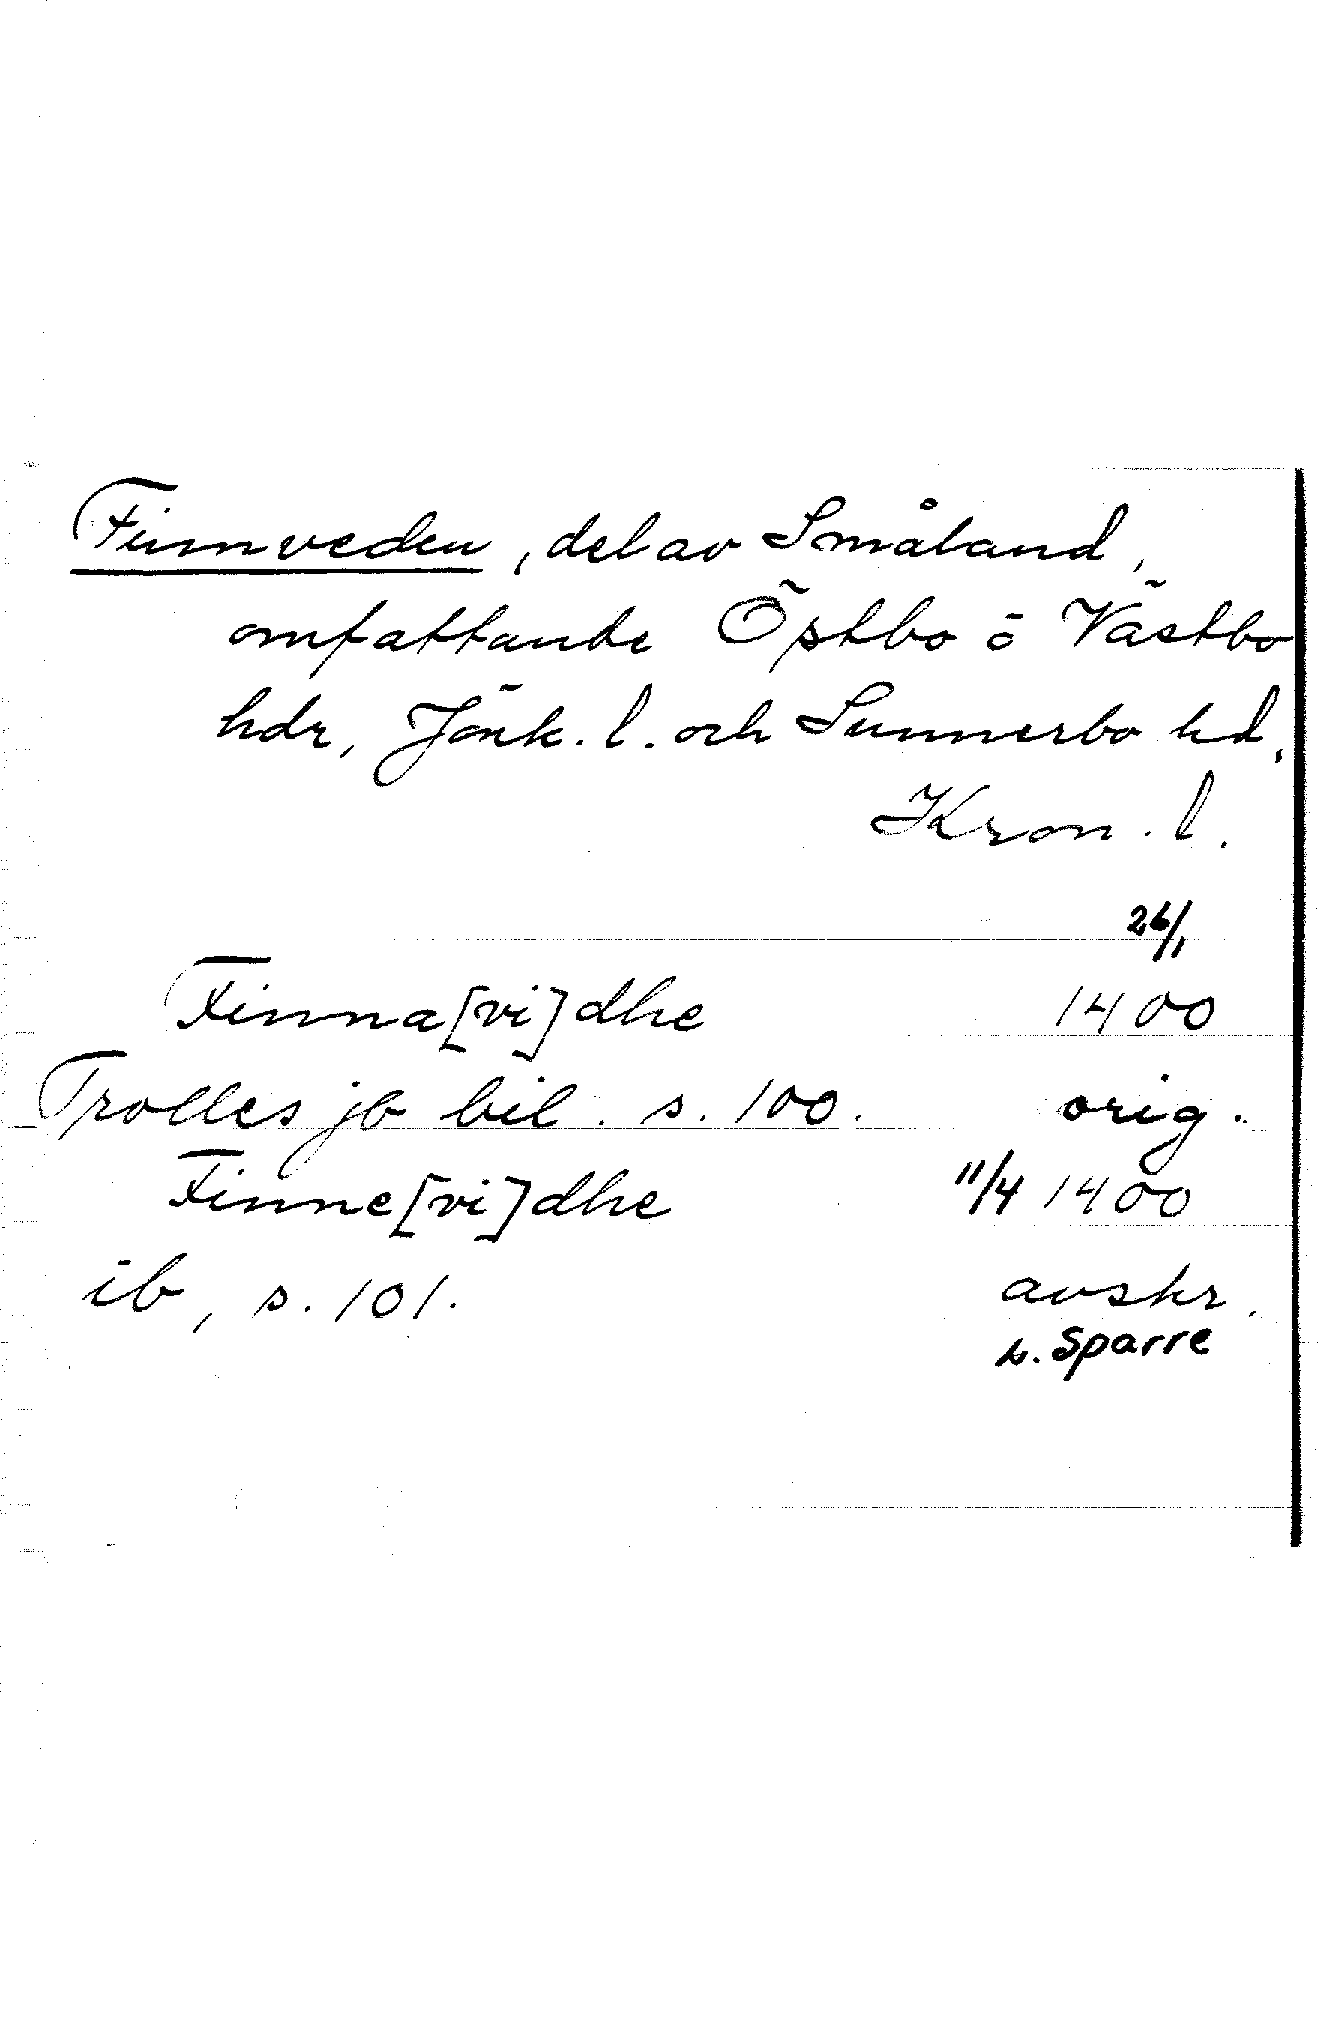 Finnveden, del av Småland,
omfattande Östbo o Västbo
hdr, Jönk. l. och Sunnerbo hd,
Kron. l.
26/1
Finna[vi]dhe 1400
Trolles jb bil. s. 100. orig.
Finne[vi]dhe 11/4 1400
ib, s. 101. avskr.
Sparre